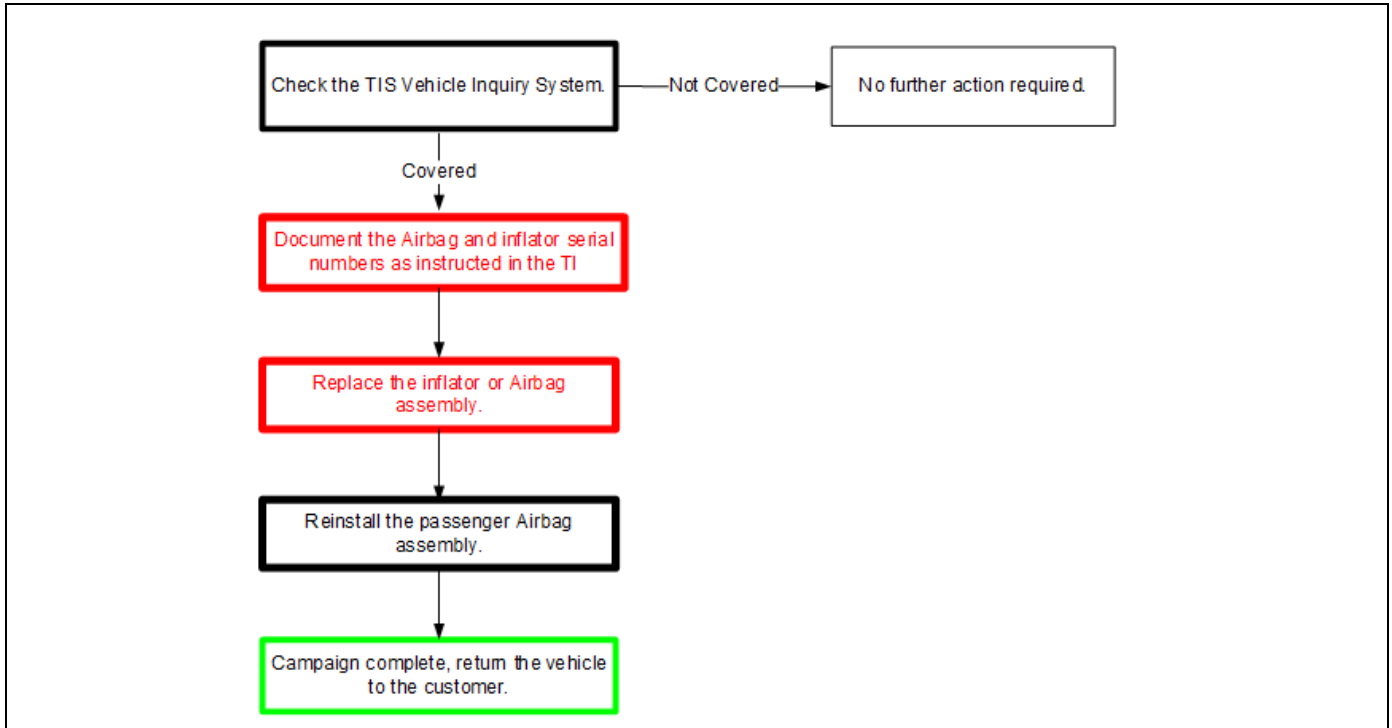 Check the TIS Vehicle Inquiry System.
Not Covered
No further action required.
Covered
Document the Airbag and inflator serial
numbers as instructed in the TI
Replace the inflator or Airbag
assembly.
Reinstall the passenger Airbag
assembly.
Campaign complete, return the vehicle
to the customer.